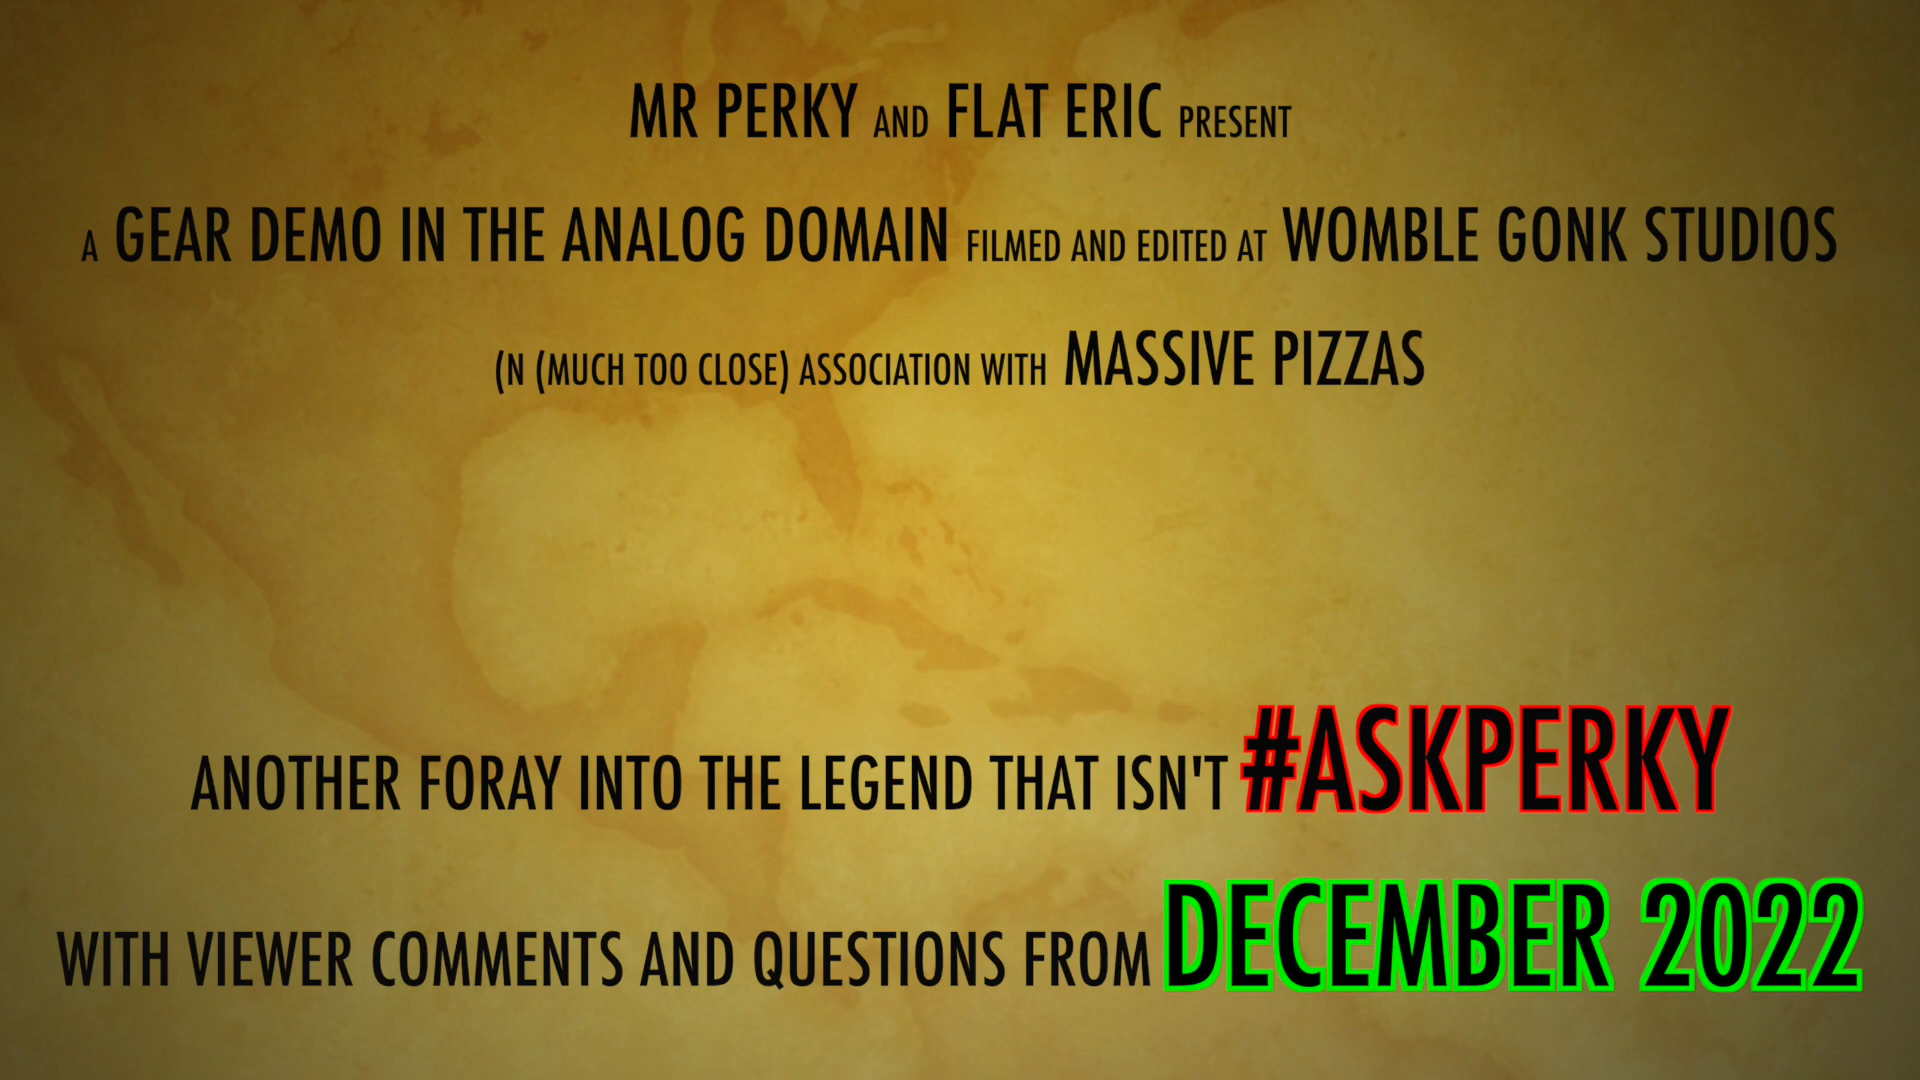 MR PERKY AND FLAT ERIC PRESENT
A GEAR DEMO IN THE ANALOG DOMAIN FILMED AND EDITED AT WOMBLE GONK STUDIOS
(N (MUCH TOO CLOSE) ASSOCIATION WITH MASSIVE PIZZAS
ANOTHER FORAY INTO THE LEGEND THAT ISN'T #ASKPERKY
WITH VIEWER COMMENTS AND QUESTIONS FROM DECEMBER 2022